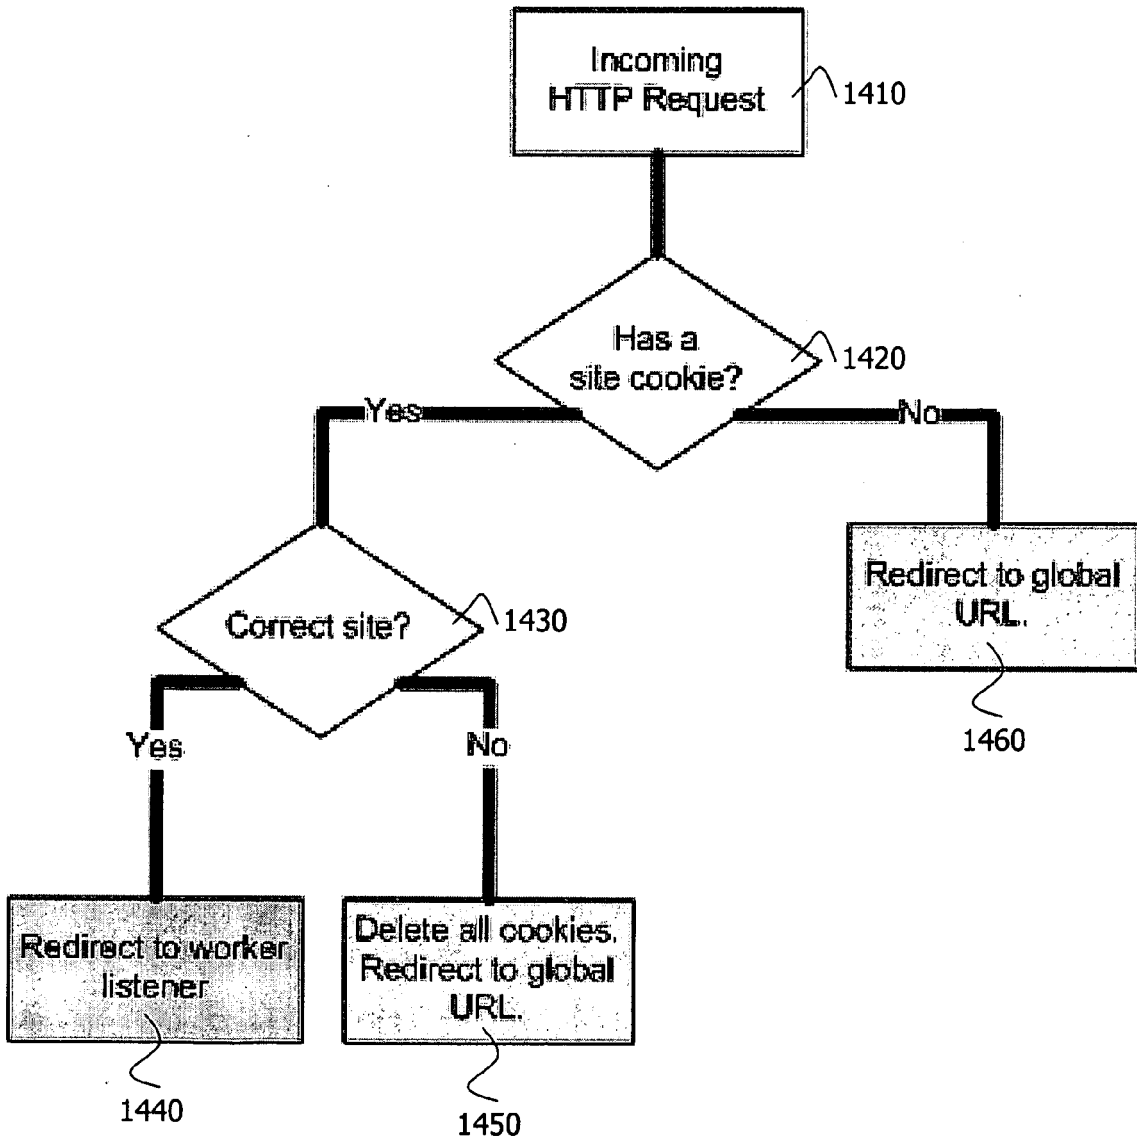 Incoming
HTTP Request
1410
Has a
site cookie?
1420
Yes
No
Correct site?
1430
Redirect to global
URL.
1460
Yes
No
Redirect to worker
listener
1440
Delete all cookies.
Redirect to global
URL.
1450